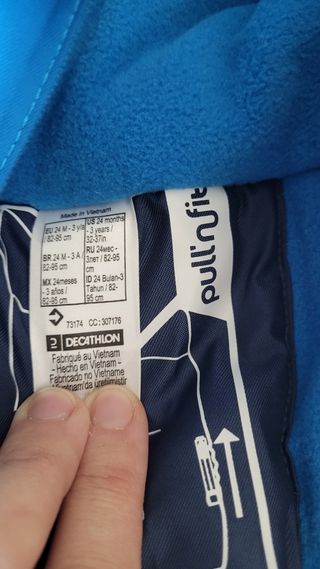 Made in Vietnam
EU 24 M - 3 y/a
/ 82-95 cm
BR 24 M - 3 A /
82-95 cm
MX 24meses
- 3 años /
82-95 cm
US 24 months
- 3 years /
32-37in
RU 24мес -
3лет / 82-95
cm
ID 24 Bulan-3
Tahun / 82-
95 cm
73174 CC: 307176
DECATHLON
Fabriqué au Vietnam
- Hecho en Vietnam -
Fabricado no Vietname
Vietnam da üretilmiştir
pull'n fit